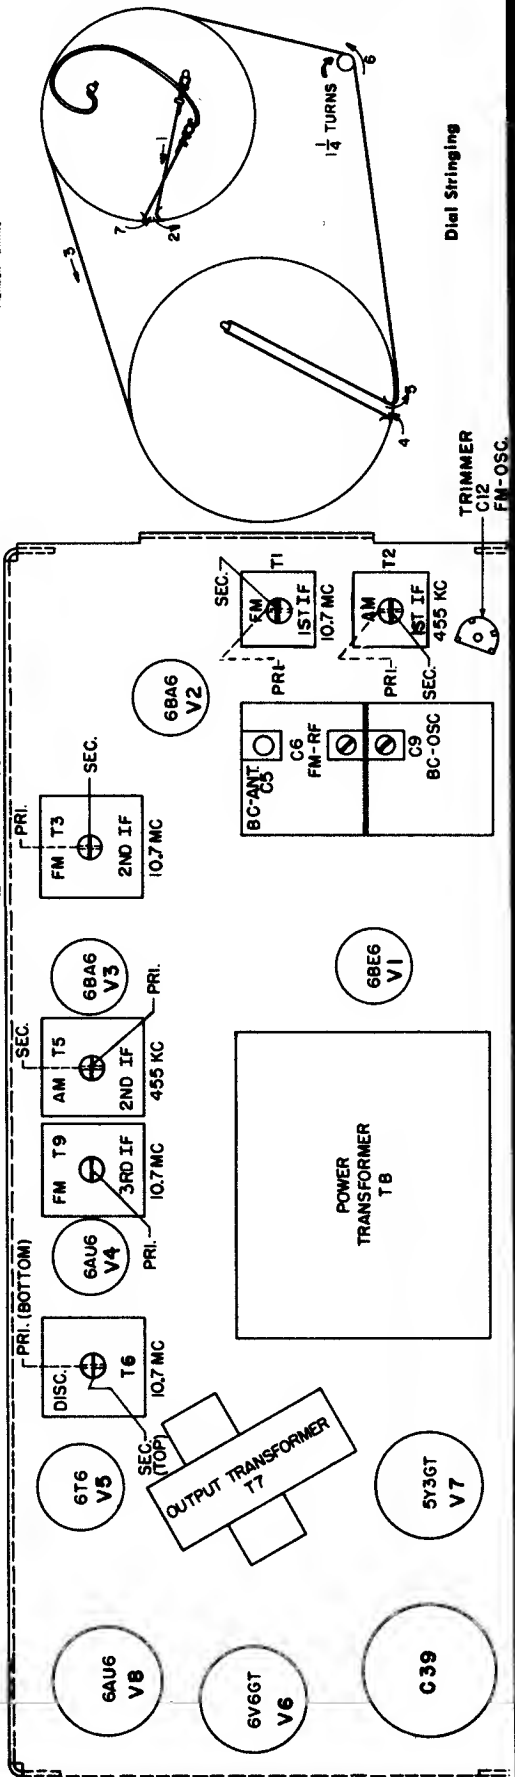 7
1
2
3
4
5
6
1 1/4 TURNS
Dial Stringing
TRIMMER
C12
FM-OSC.
SEC.
FM
T1
1ST IF
10.7 MC
PRI.
AM
T2
1ST IF
455 KC
PRI.
SEC.
6BA6
V2
BC-ANT.
C5
C6
FM-RF
C9
BC-OSC
PRI.
SEC.
FM T3
2ND IF
10.7 MC
6BA6
V3
6BE6
V1
SEC.
AM T5
2ND IF
455 KC
PRI.
FM T9
3RD IF
10.7 MC
PRI.
6AU6
V4
POWER
TRANSFORMER
T8
PRI. (BOTTOM)
DISC.
T6
10.7 MC
SEC.
(TOP)
6T6
V5
OUTPUT TRANSFORMER
T7
5Y3GT
V7
6AU6
V8
6V6GT
V6
C39